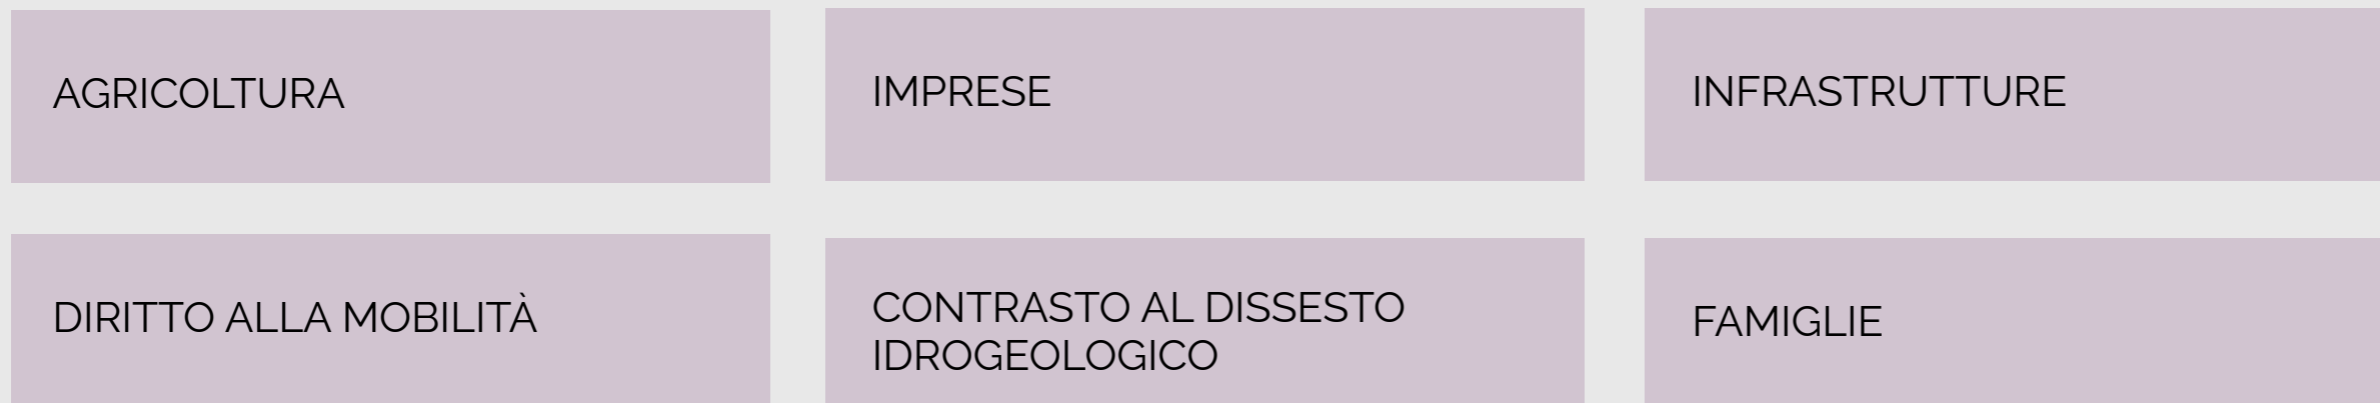 AGRICOLTURA
IMPRESE
INFRASTRUTTURE
DIRITTO ALLA MOBILITÀ
CONTRASTO AL DISSESTO
IDROGEOLOGICO
FAMIGLIE